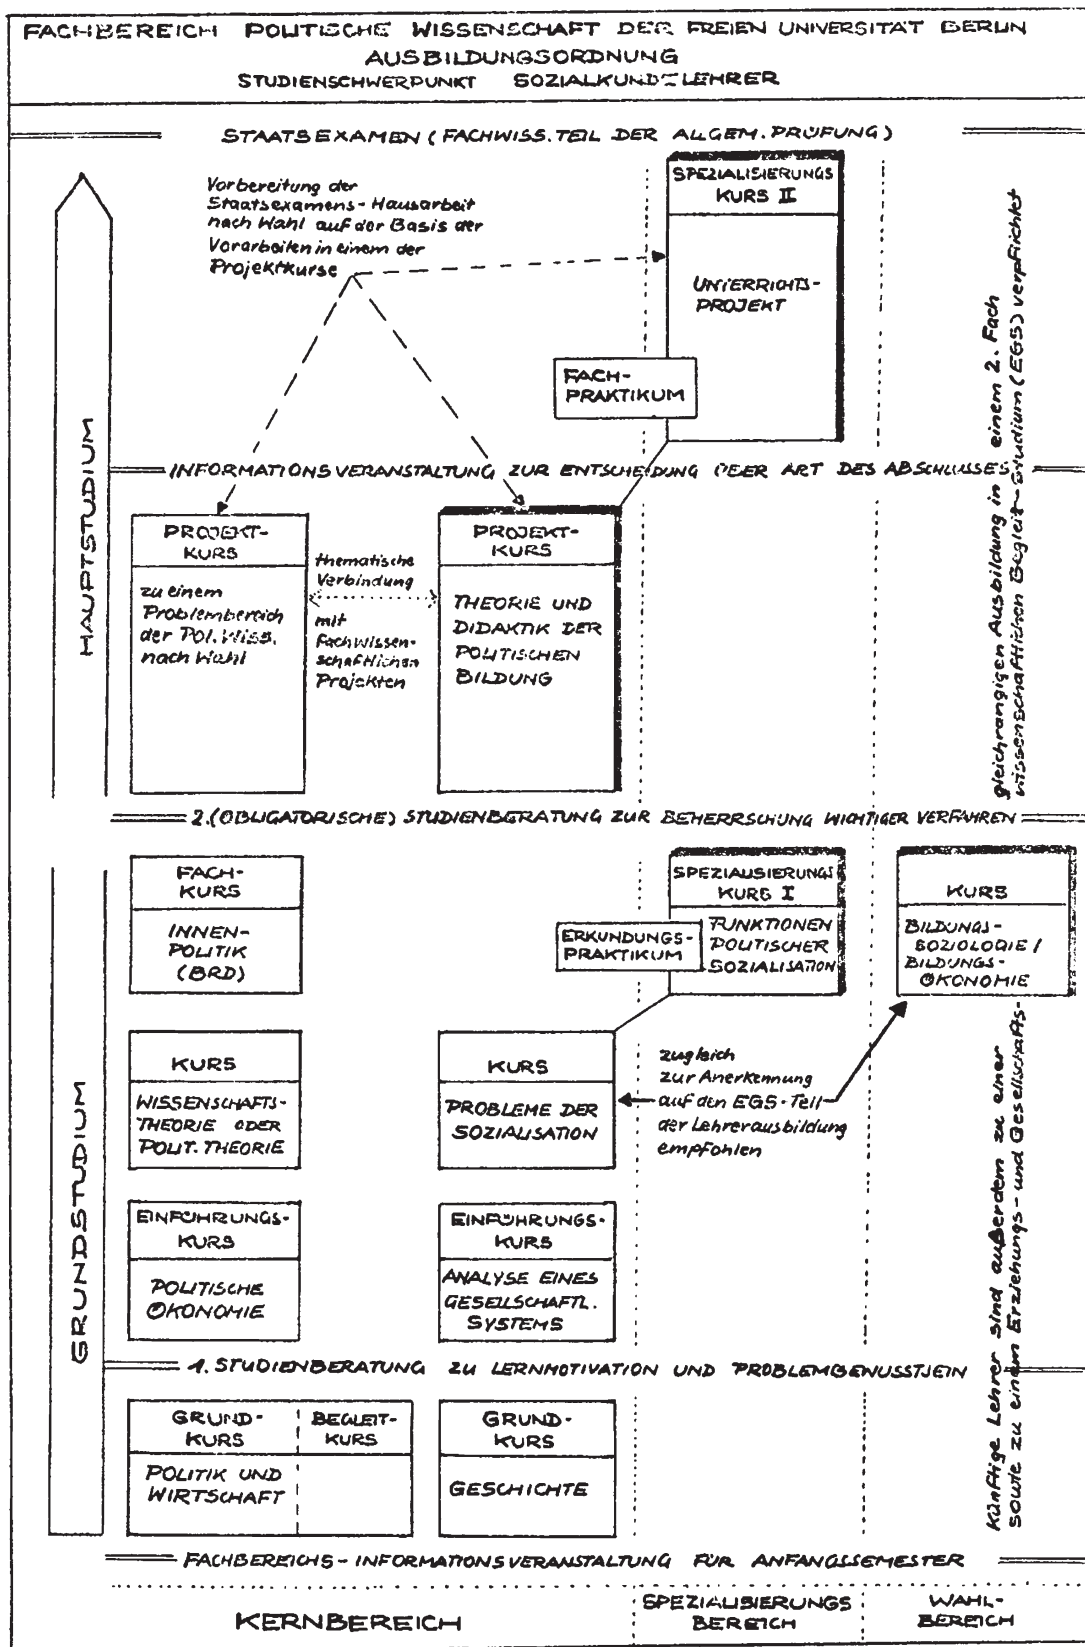 FACHBEREICH POLITISCHE WISSENSCHAFT DER FREIEN UNIVERSITÄT BERLIN
AUSBILDUNGSORDNUNG
STUDIENSCHWERPUNKT SOZIALKUNDELEHRER
STAATSEXAMEN (FACHWISS. TEIL DER ALLGEM. PRÜFUNG)
Vorbereitung der
Staatsexamens-Hausarbeit
nach Wahl auf der Basis der
Vorarbeiten in einem der
Projektkurse
SPEZIALISIERUNGS
KURS II
UNTERRICHTS-
PROJEKT
FACH-
PRAKTIKUM
HAUPTSTUDIUM
INFORMATIONSVERANSTALTUNG ZUR ENTSCHEIDUNG ÜBER ART DES ABSCHLUSSES
PROJEKT-
KURS
zu einem
Problembereich
der Pol. Wiss.
nach Wahl
thematische
Verbindung
mit
Fachwissen-
schaftlichen
Projekten
PROJEKT-
KURS
THEORIE UND
DIDAKTIK DER
POLITISCHEN
BILDUNG
2. (OBLIGATORISCHE) STUDIENBERATUNG ZUR BEHERRSCHUNG WICHTIGER VERFAHREN
FACH-
KURS
INNEN-
POLITIK
(BRD)
SPEZIALISIERUNGS
KURS I
FUNKTIONEN
POLITISCHER
SOZIALISATION
ERKUNDUNGS-
PRAKTIKUM
KURS
BILDUNGS-
SOZIOLOGIE/
BILDUNGS-
ÖKONOMIE
KURS
WISSENSCHAFTS-
THEORIE ODER
POLIT. THEORIE
KURS
PROBLEME DER
SOZIALISATION
zugleich
zur Anerkennung
auf den EGS-Teil
der Lehrerausbildung
empfohlen
GRUNDSTUDIUM
EINFÜHRUNGS-
KURS
POLITISCHE
ÖKONOMIE
EINFÜHRUNGS-
KURS
ANALYSE EINES
GESELLSCHAFTL.
SYSTEMS
1. STUDIENBERATUNG ZU LERNMOTIVATION UND PROBLEMBEWUSSTSEIN
GRUND-
KURS
POLITIK UND
WIRTSCHAFT
BEGLEIT-
KURS
GRUND-
KURS
GESCHICHTE
Künftige Lehrer sind außerdem zu einer gleichrangigen Ausbildung in einem 2. Fach
sowie zu einem Erziehungs- und Gesellschafts-wissenschaftlichen Begleit-Studium (EGS) verpflichtet
FACHBEREICHS-INFORMATIONSVERANSTALTUNG FÜR ANFANGSSEMESTER
KERNBEREICH
SPEZIALISIERUNGS
BEREICH
WAHL-
BEREICH